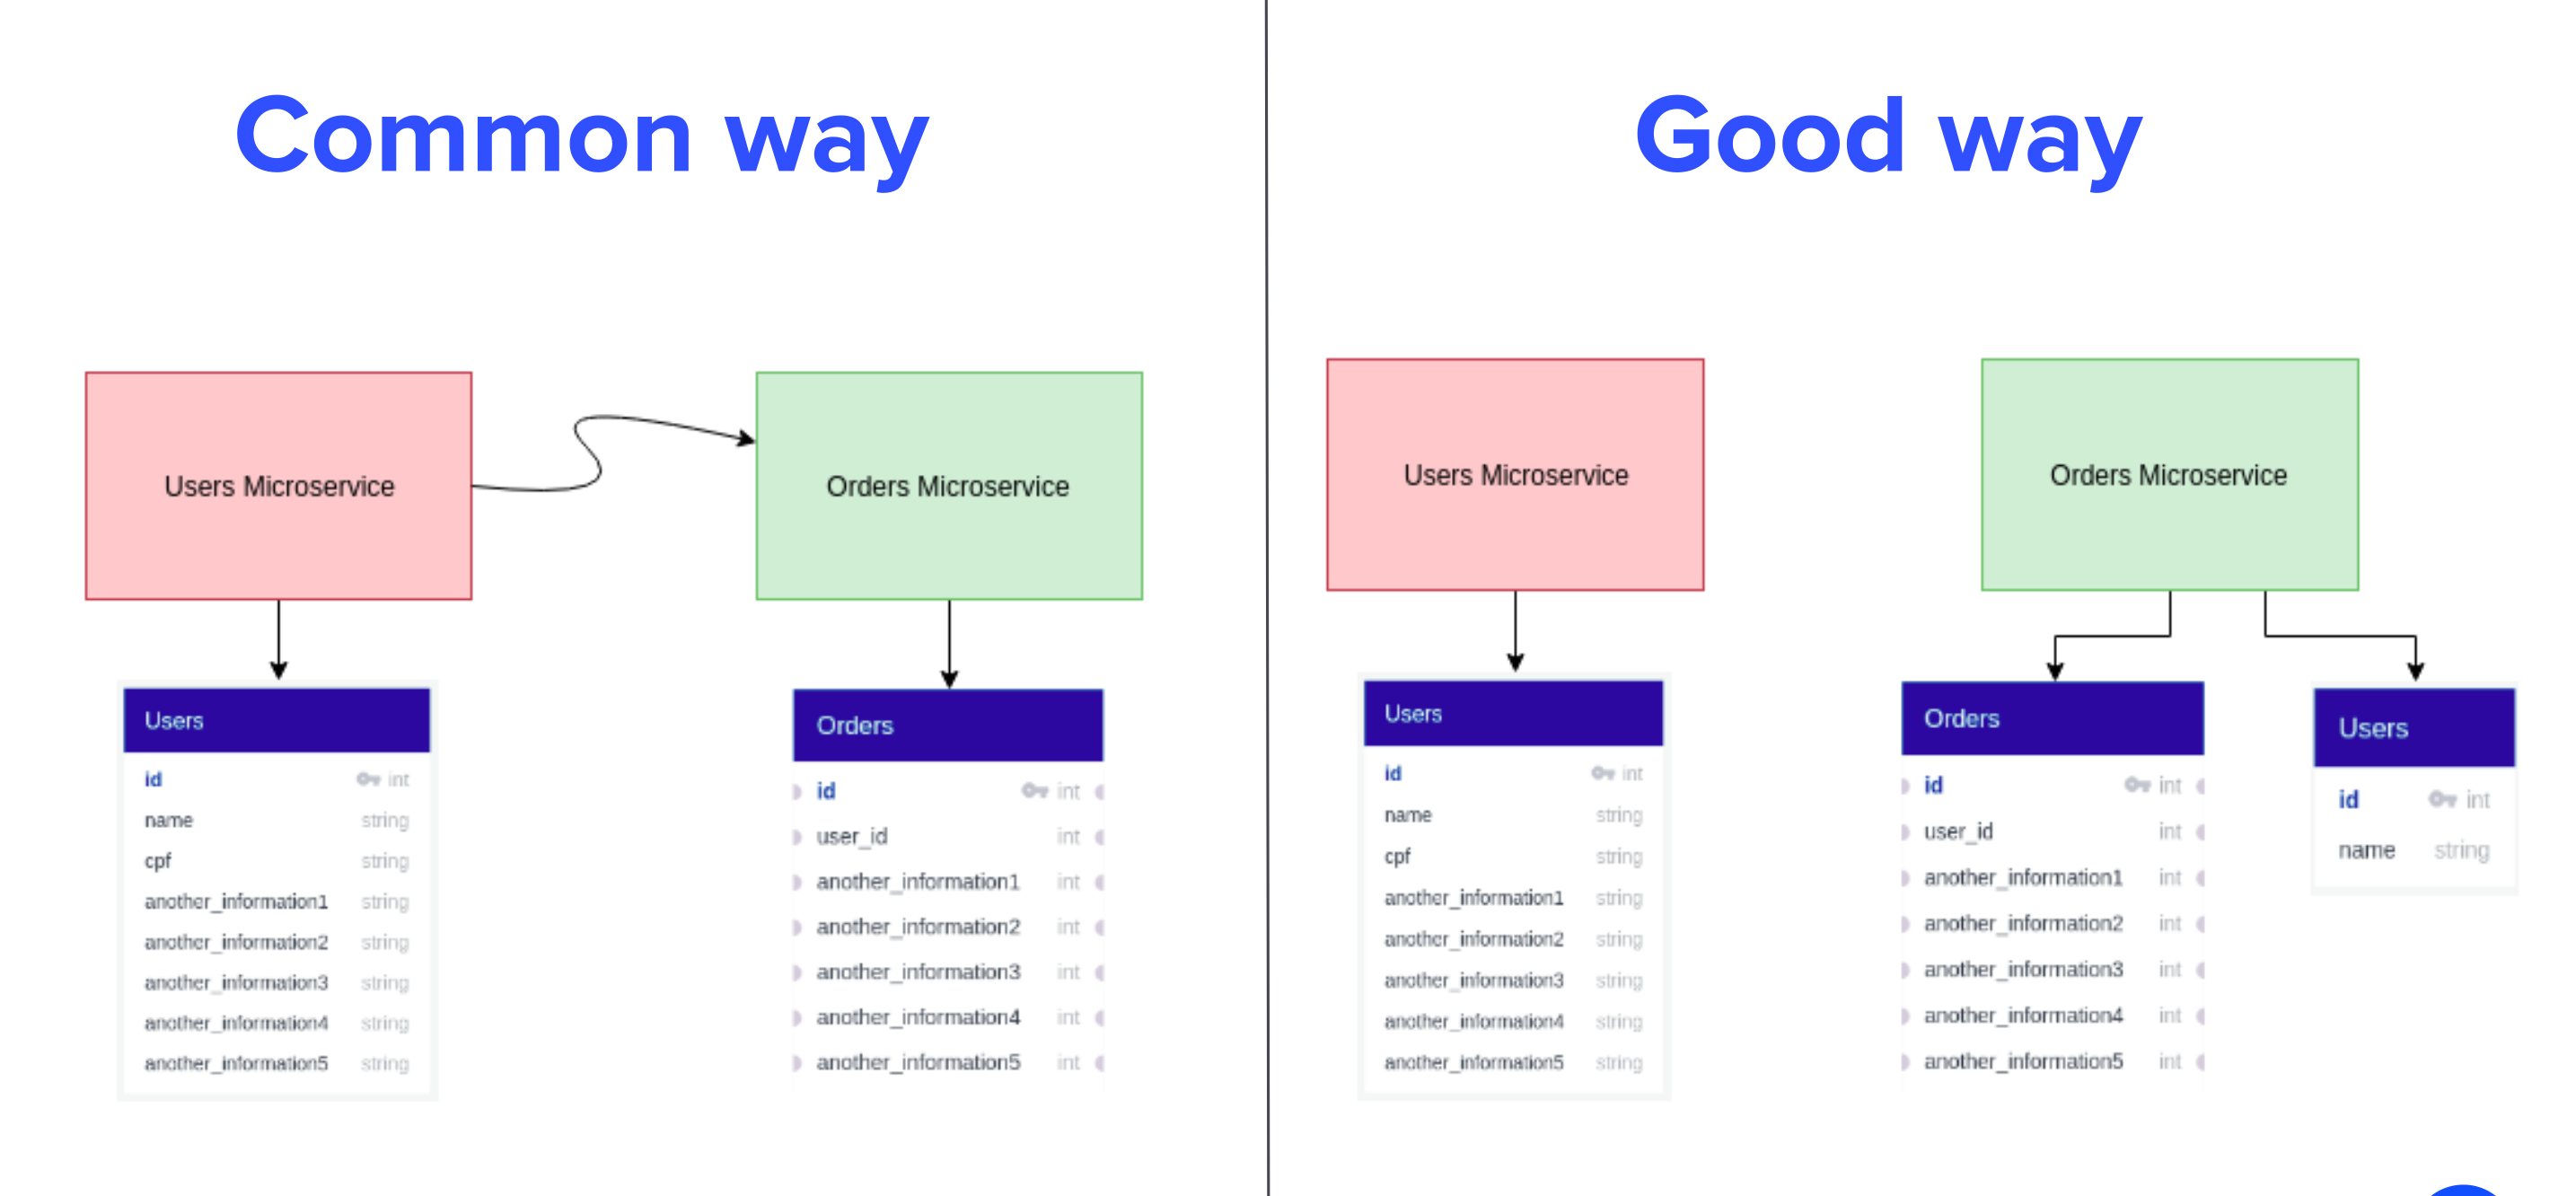 Common way
Users Microservice
Orders Microservice
Users
id int
name string
cpf string
another_information1 string
another_information2 string
another_information3 string
another_information4 string
another_information5 string
Orders
id int
user_id int
another_information1 int
another_information2 int
another_information3 int
another_information4 int
another_information5 int
Good way
Users Microservice
Orders Microservice
Users
id int
name string
cpf string
another_information1 string
another_information2 string
another_information3 string
another_information4 string
another_information5 string
Orders
id int
user_id int
another_information1 int
another_information2 int
another_information3 int
another_information4 int
another_information5 int
Users
id int
name string